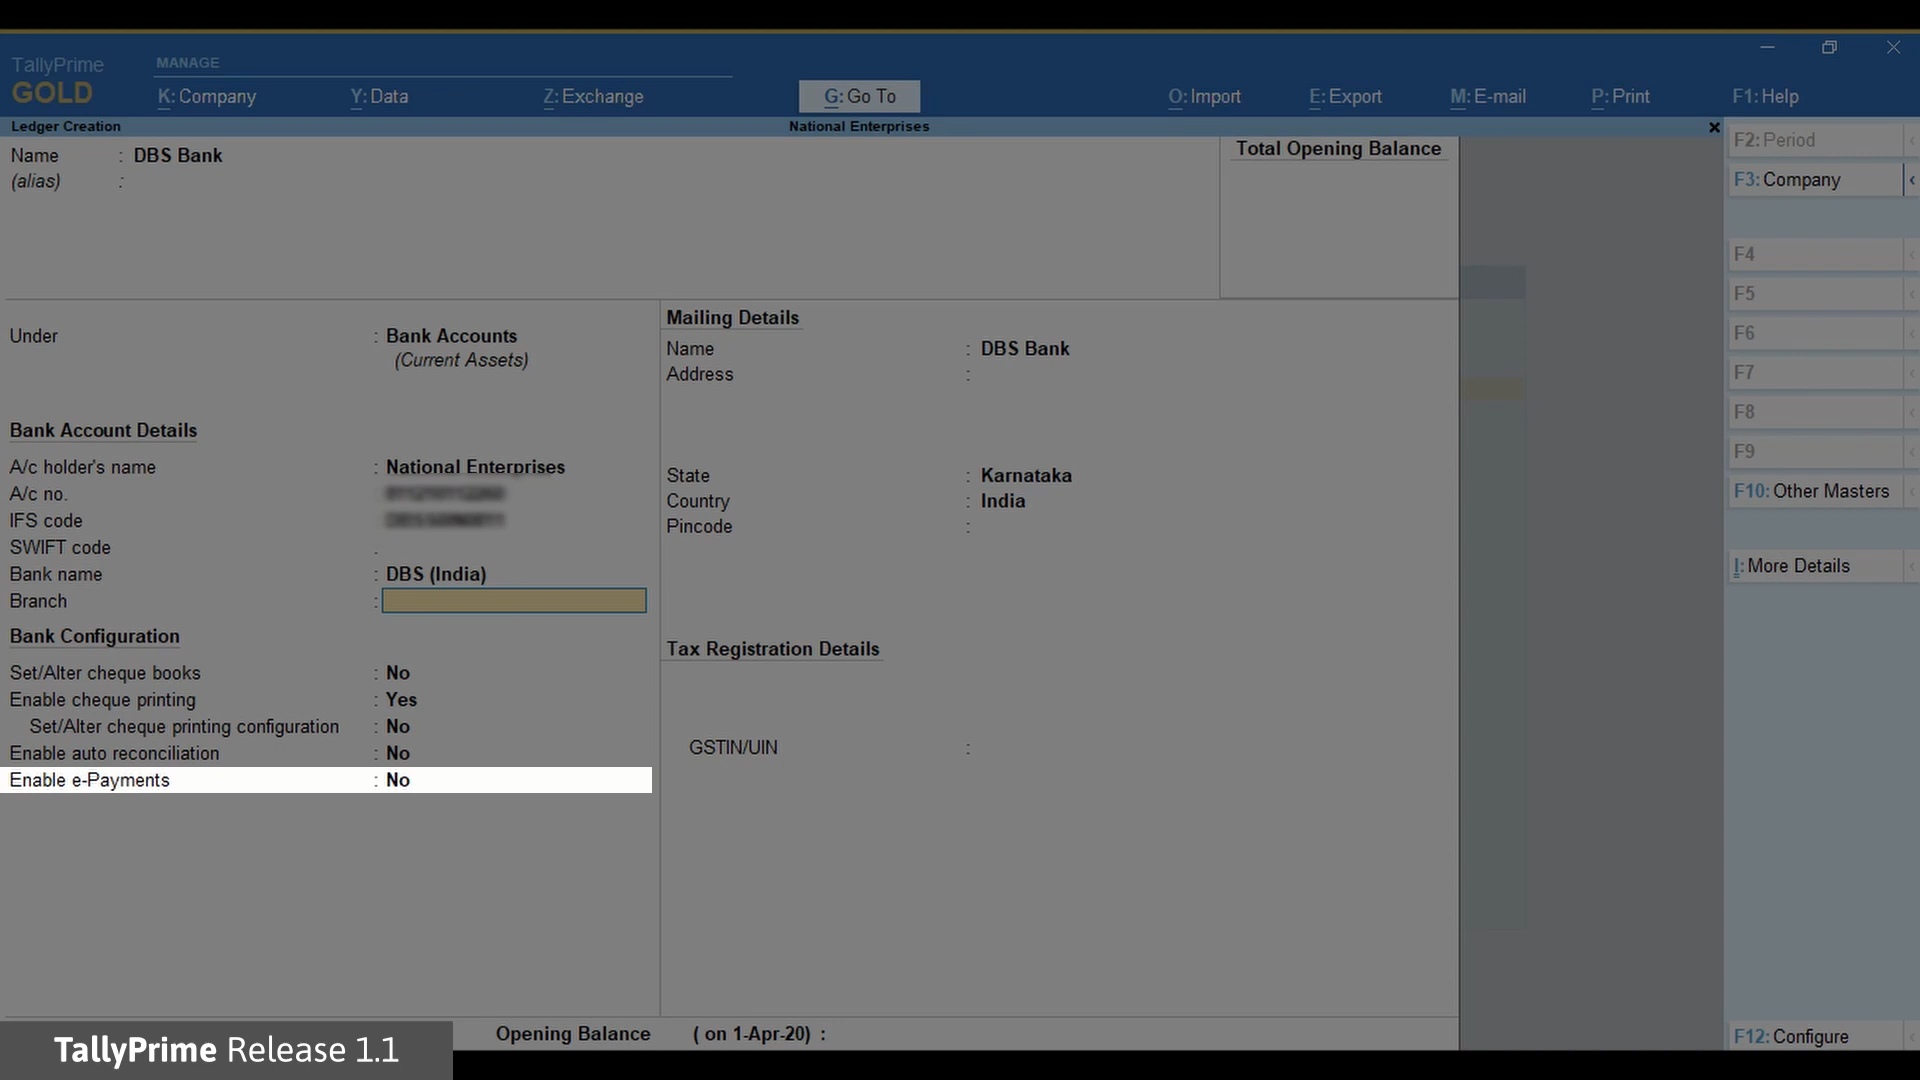 TallyPrime
GOLD
MANAGE
K: Company
Y: Data
Z: Exchange
G: Go To
O: Import
E: Export
M: E-mail
P: Print
F1: Help
Ledger Creation
National Enterprises
Name : DBS Bank
(alias) :
Total Opening Balance
Under : Bank Accounts
(Current Assets)
Bank Account Details
A/c holder's name : National Enterprises
A/c no.
IFS code
SWIFT code :
Bank name : DBS (India)
Branch :
Bank Configuration
Set/Alter cheque books : No
Enable cheque printing : Yes
Set/Alter cheque printing configuration : No
Enable auto reconciliation : No
Enable e-Payments : No
Mailing Details
Name : DBS Bank
Address :
State : Karnataka
Country : India
Pincode :
Tax Registration Details
GSTIN/UIN :
Opening Balance ( on 1-Apr-20) :
F2: Period
F3: Company
F4
F5
F6
F7
F8
F9
F10: Other Masters
I: More Details
F12: Configure
TallyPrime Release 1.1